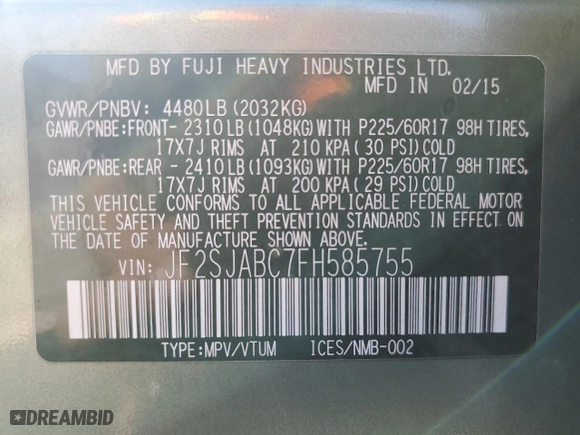 MFD BY FUJI HEAVY INDUSTRIES LTD.
MFD IN 02/15
GVWR/PNBV: 4480LB (2032KG)
GAWR/PNBE:FRONT- 2310LB (1048KG)WITH P225/60R17 98H TIRES,
17X7J RIMS AT 210 KPA ( 30 PSI)COLD
GAWR/PNBE:REAR - 2410LB (1093KG)WITH P225/60R17 98H TIRES,
17X7J RIMS AT 200 KPA ( 29 PSI)COLD
THIS VEHICLE CONFORMS TO ALL APPLICABLE FEDERAL MOTOR
VEHICLE SAFETY AND THEFT PREVENTION STANDARDS IN EFFECT ON
THE DATE OF MANUFACTURE SHOWN ABOVE.
VIN: JF2SJABC7FH585755
TYPE:MPV/VTUM ICES/NMB-002
DREAMBID